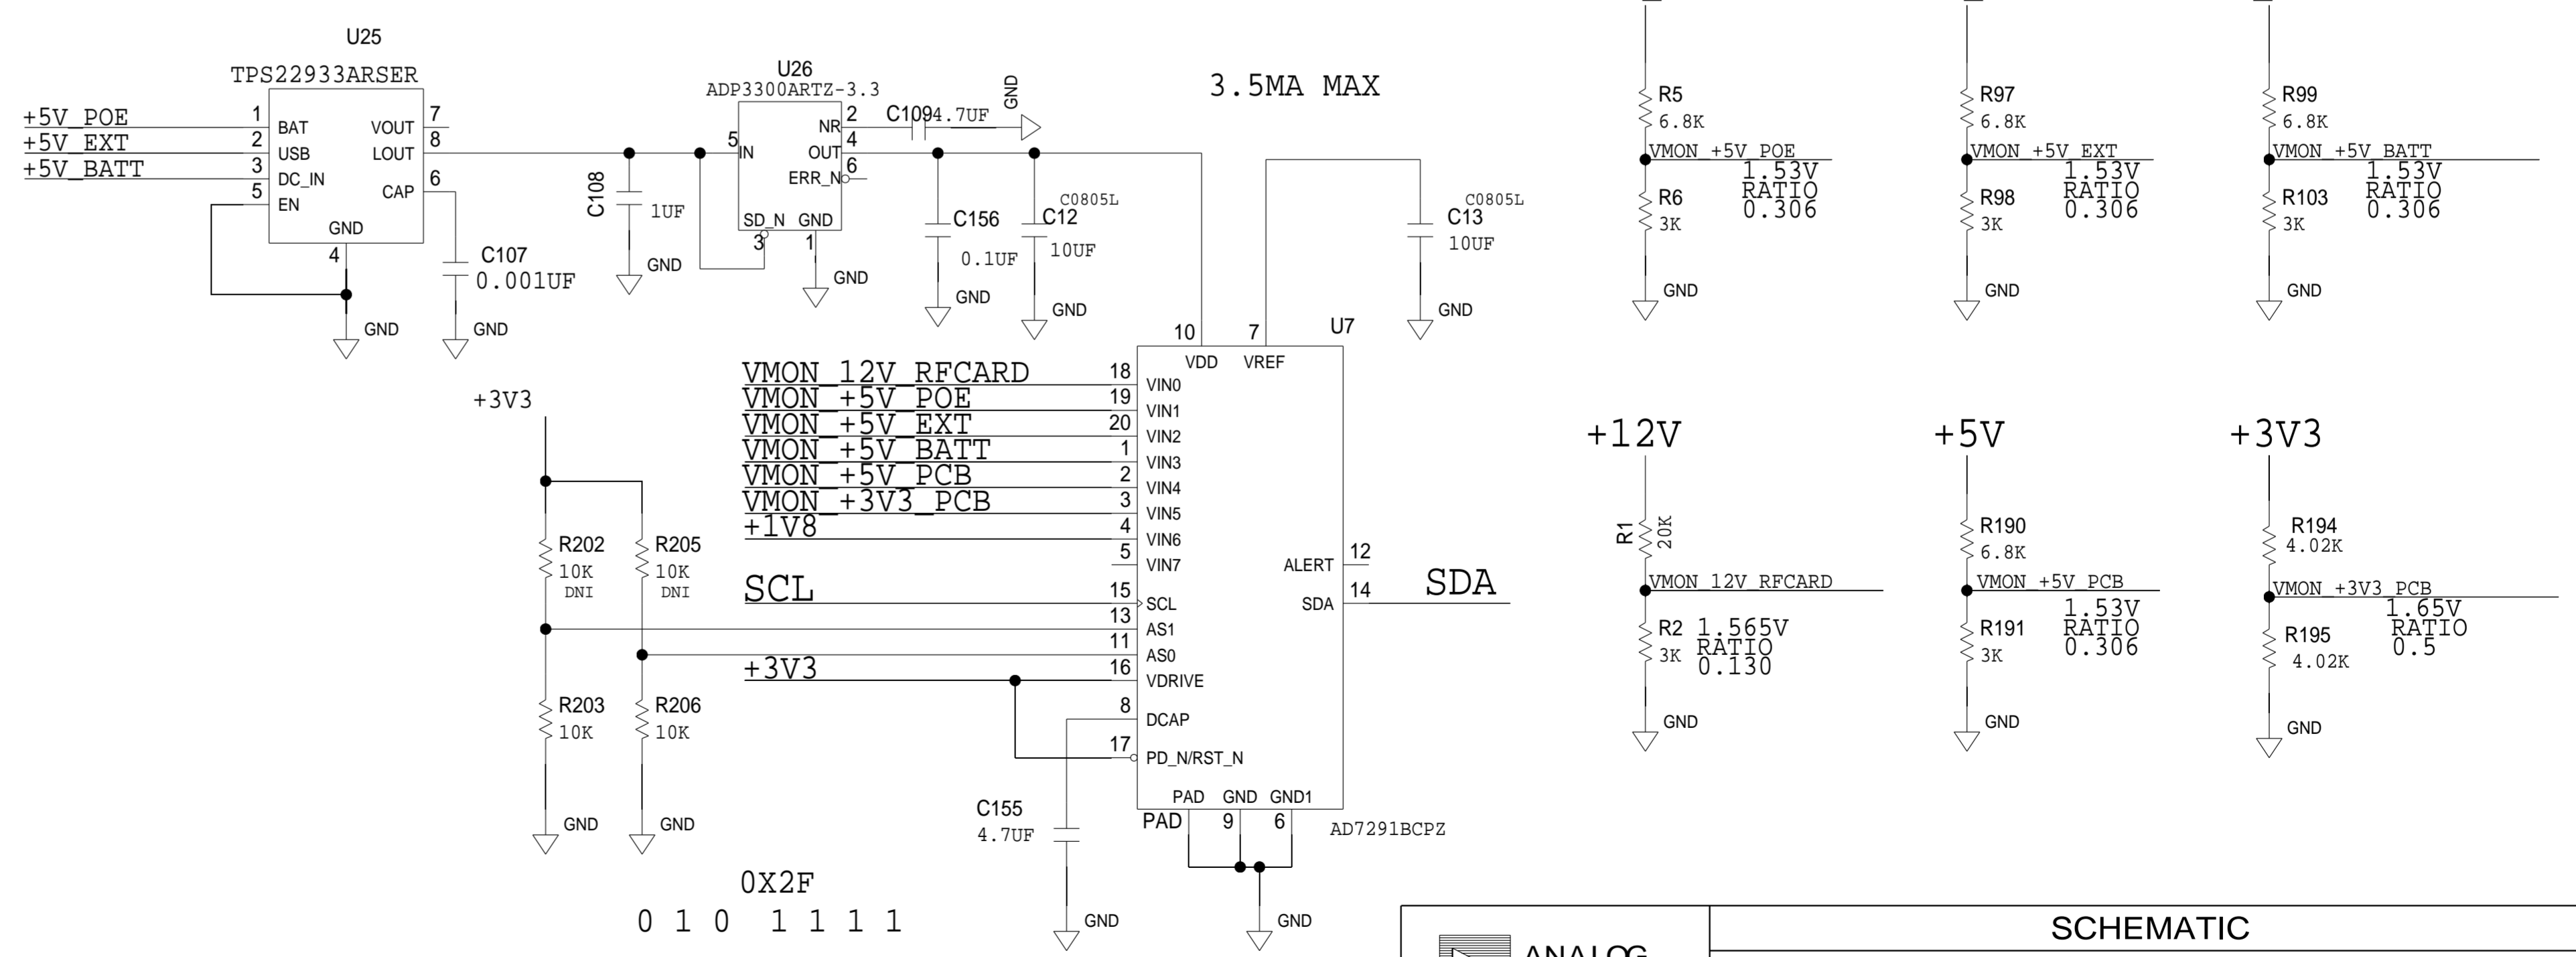 U25
TPS22933ARSER
+5V_POE
+5V_EXT
+5V_BATT
1
2
3
5
BAT
USB
DC_IN
EN
VOUT
LOUT
CAP
GND
7
8
6
4
GND
C107
0.001UF
GND
C108
1UF
GND
U26
ADP3300ARTZ-3.3
5
IN
NR
OUT
ERR_N
SD_N GND
2
4
6
3
1
GND
C109
4.7UF
GND
C156
0.1UF
GND
C0805L
C12
10UF
GND
3.5MA MAX
C0805L
C13
10UF
GND
R5
6.8K
VMON_+5V_POE
1.53V
RATIO
0.306
R6
3K
GND
R97
6.8K
VMON_+5V_EXT
1.53V
RATIO
0.306
R98
3K
GND
R99
6.8K
VMON_+5V_BATT
1.53V
RATIO
0.306
R103
3K
GND
+3V3
R202
10K
DNI
R205
10K
DNI
R203
10K
R206
10K
GND
GND
U7
10
7
VDD
VREF
VMON_12V_RFCARD 18 VIN0
VMON_+5V_POE 19 VIN1
VMON_+5V_EXT 20 VIN2
VMON_+5V_BATT 1 VIN3
VMON_+5V_PCB 2 VIN4
VMON_+3V3_PCB 3 VIN5
+1V8 4 VIN6
5 VIN7
SCL 15 SCL
13 AS1
11 AS0
+3V3 16 VDRIVE
8 DCAP
17 PD_N/RST_N
ALERT 12
SDA 14 SDA
PAD GND GND1
PAD 9 6
AD7291BCPZ
C155
4.7UF
GND
GND
0X2F
0 1 0 1 1 1 1
+12V
R1
20K
VMON_12V_RFCARD
R2
3K
1.565V
RATIO
0.130
GND
+5V
R190
6.8K
VMON_+5V_PCB
1.53V
RATIO
0.306
R191
3K
GND
+3V3
R194
4.02K
VMON_+3V3_PCB
1.65V
RATIO
0.5
R195
4.02K
GND
SCHEMATIC
ANALOG